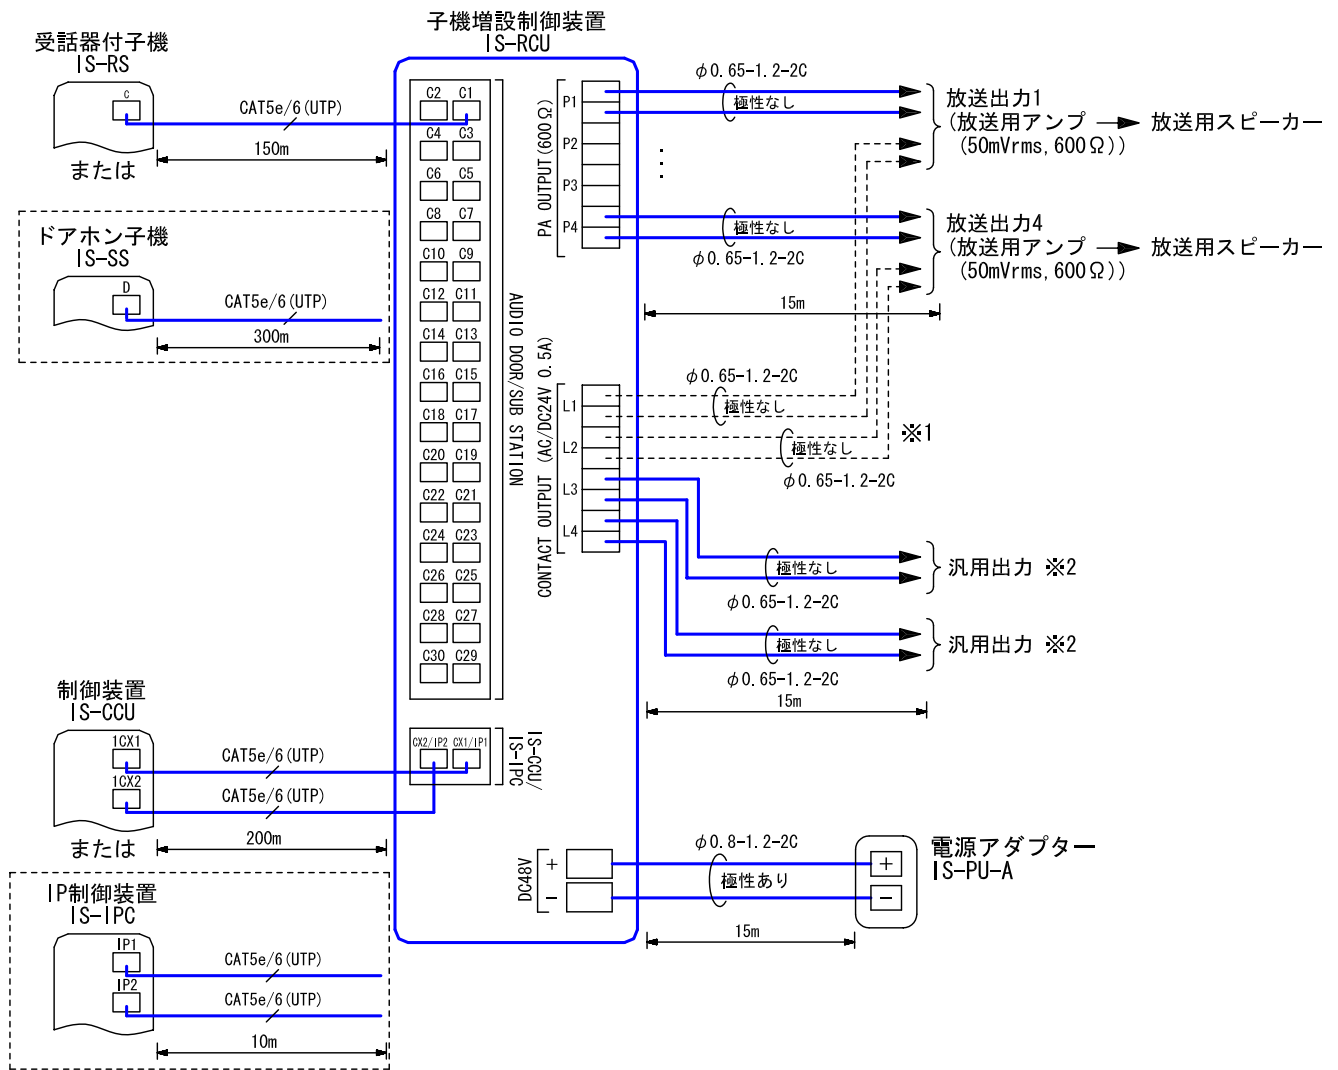 子機増設制御装置
IS-RCU
受話器付子機
IS-RS
C
CAT5e/6(UTP)
150m
または
ドアホン子機
IS-SS
D
CAT5e/6(UTP)
300m
C2 C1
C4 C3
C6 C5
C8 C7
C10 C9
C12 C11
C14 C13
C16 C15
C18 C17
C20 C19
C22 C21
C24 C23
C26 C25
C28 C27
C30 C29
AUDIO DOOR/SUB STATION
PA OUTPUT(600Ω)
P1
P2
P3
P4
φ0.65-1.2-2C
極性なし
放送出力1
(放送用アンプ → 放送用スピーカー
(50mVrms,600Ω))
極性なし
φ0.65-1.2-2C
放送出力4
(放送用アンプ → 放送用スピーカー
(50mVrms,600Ω))
15m
CONTACT OUTPUT (AC/DC24V 0.5A)
L1
L2
L3
L4
φ0.65-1.2-2C
極性なし
※1
極性なし
φ0.65-1.2-2C
極性なし
φ0.65-1.2-2C
汎用出力 ※2
極性なし
φ0.65-1.2-2C
汎用出力 ※2
15m
制御装置
IS-CCU
1CX1
CAT5e/6(UTP)
1CX2
CAT5e/6(UTP)
200m
または
CX2/IP2 CX1/IP1
IS-CCU/
IS-IPC
IP制御装置
IS-IPC
IP1
CAT5e/6(UTP)
IP2
CAT5e/6(UTP)
10m
DC48V
+
−
φ0.8-1.2-2C
極性あり
15m
+
−
電源アダプター
IS-PU-A